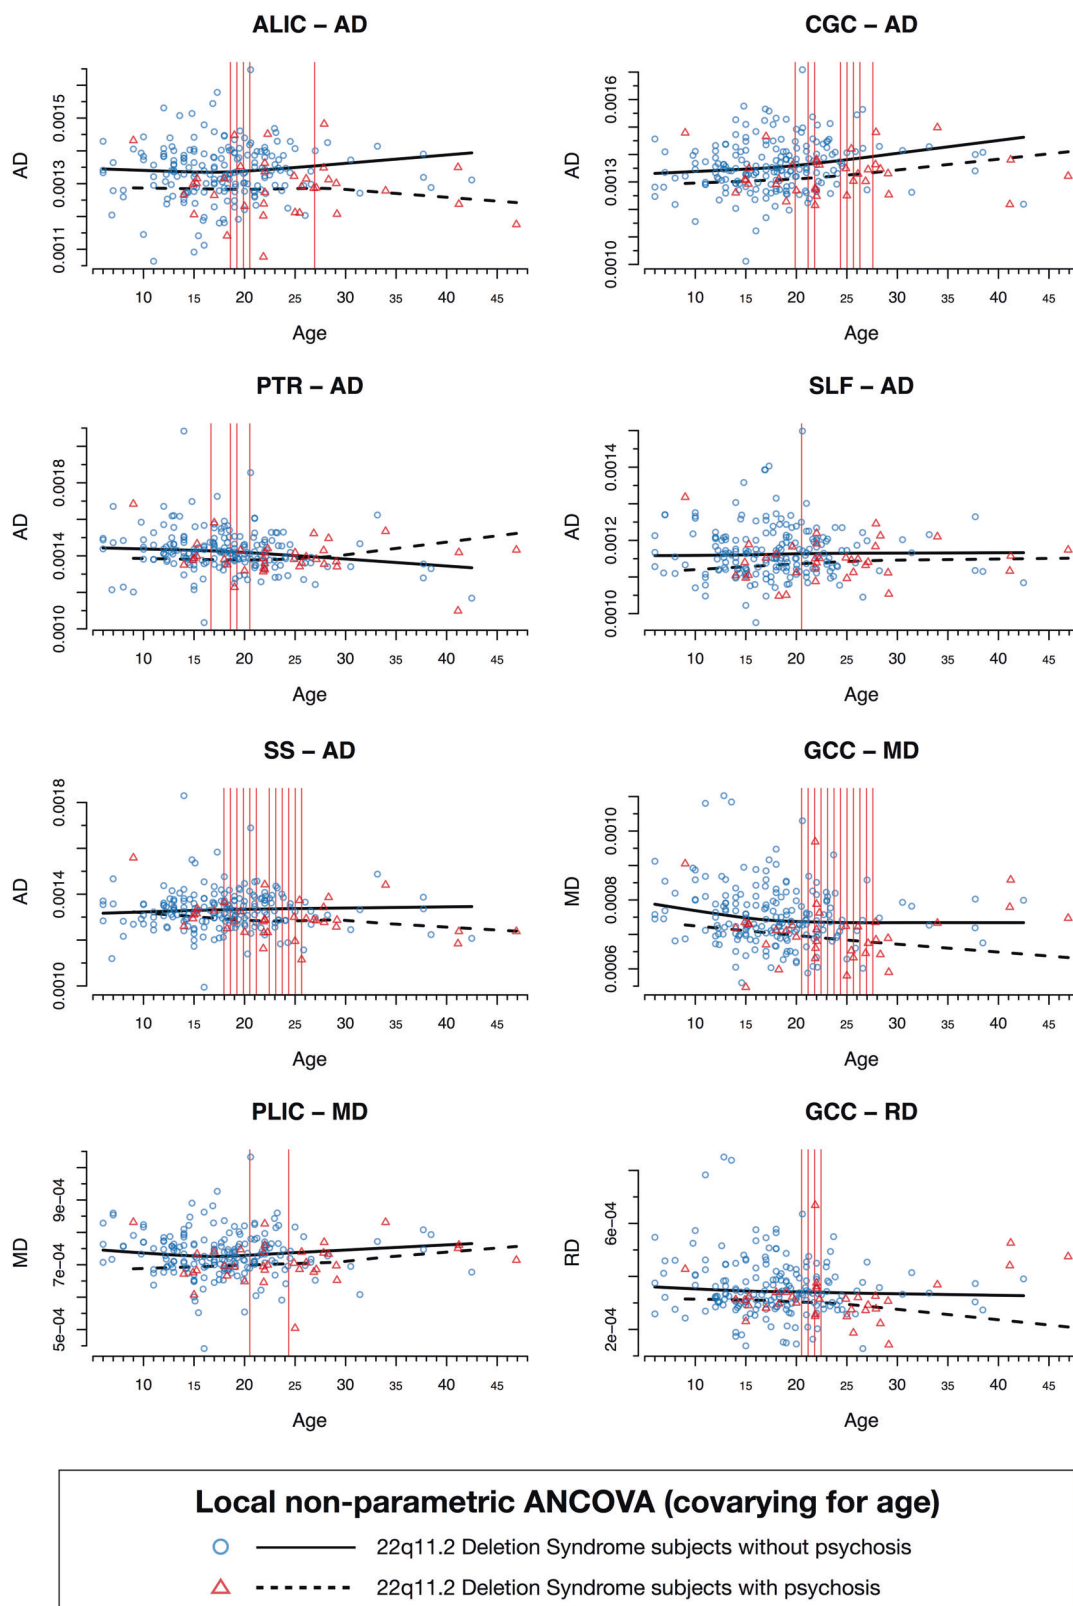 ALIC – AD
AD
0.0011 0.0013 0.0015
10 15 20 25 30 35 40 45
Age
CGC – AD
AD
0.0010 0.0013 0.0016
10 15 20 25 30 35 40 45
Age
PTR – AD
AD
0.0010 0.0014 0.0018
10 15 20 25 30 35 40 45
Age
SLF – AD
AD
0.0010 0.0012 0.0014
10 15 20 25 30 35 40 45
Age
SS – AD
AD
0.0010 0.0014 0.0018
10 15 20 25 30 35 40 45
Age
GCC – MD
MD
0.0006 0.0008 0.0010
10 15 20 25 30 35 40 45
Age
PLIC – MD
MD
5e−04 7e−04 9e−04
10 15 20 25 30 35 40 45
Age
GCC – RD
RD
2e−04 6e−04
10 15 20 25 30 35 40 45
Age
Local non-parametric ANCOVA (covarying for age)
22q11.2 Deletion Syndrome subjects without psychosis
22q11.2 Deletion Syndrome subjects with psychosis